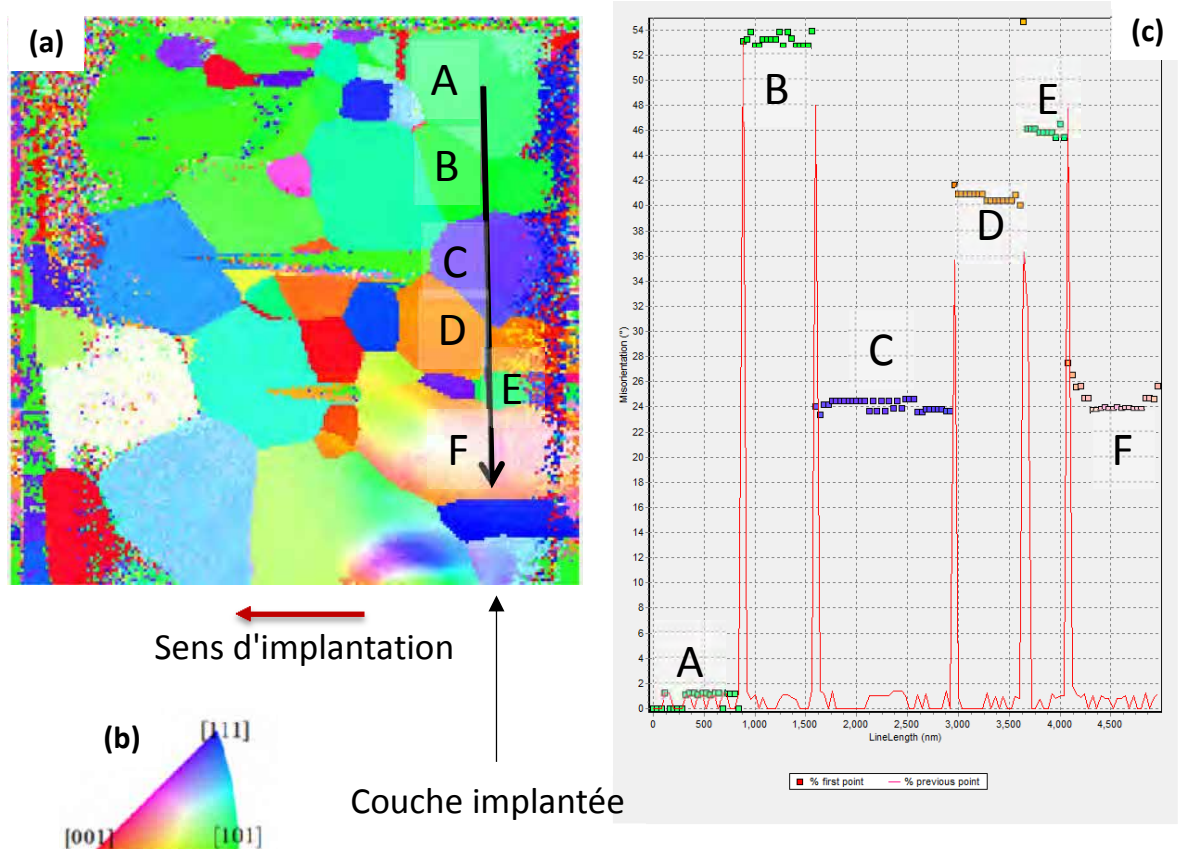 (a)
A
B
C
D
E
F
Sens d'implantation
Couche implantée
(b)
[111]
[001]
[101]
(c)
54
52
50
48
46
44
42
40
38
36
34
32
30
28
26
24
22
20
18
16
14
12
10
8
6
4
2
0
Misorientation (°)
B
E
D
C
F
A
0 500 1,000 1,500 2,000 2,500 3,000 3,500 4,000 4,500
LineLength (nm)
% first point % previous point